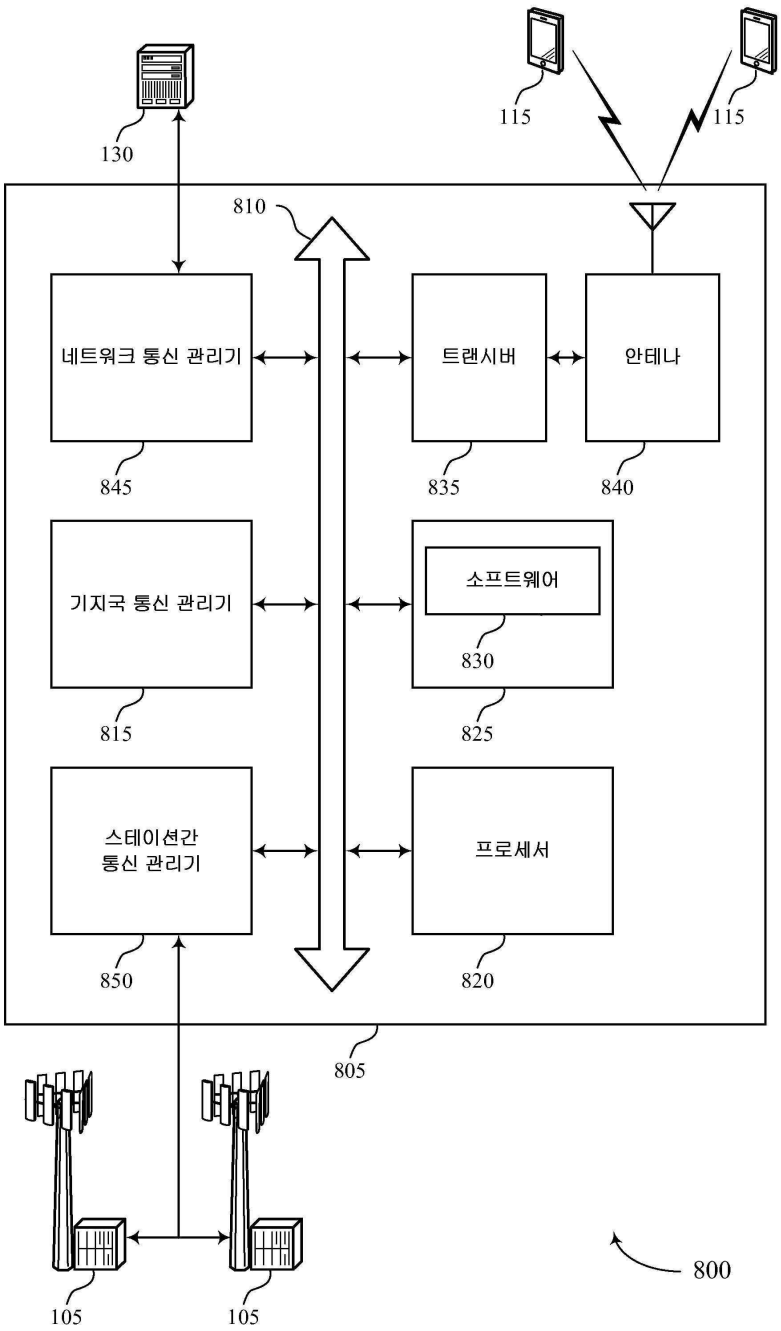 130
115
115
810
네트워크 통신 관리기
트랜시버
안테나
845
835
840
기지국 통신 관리기
소프트웨어
830
815
825
스테이션간
통신 관리기
프로세서
850
820
805
105
105
800